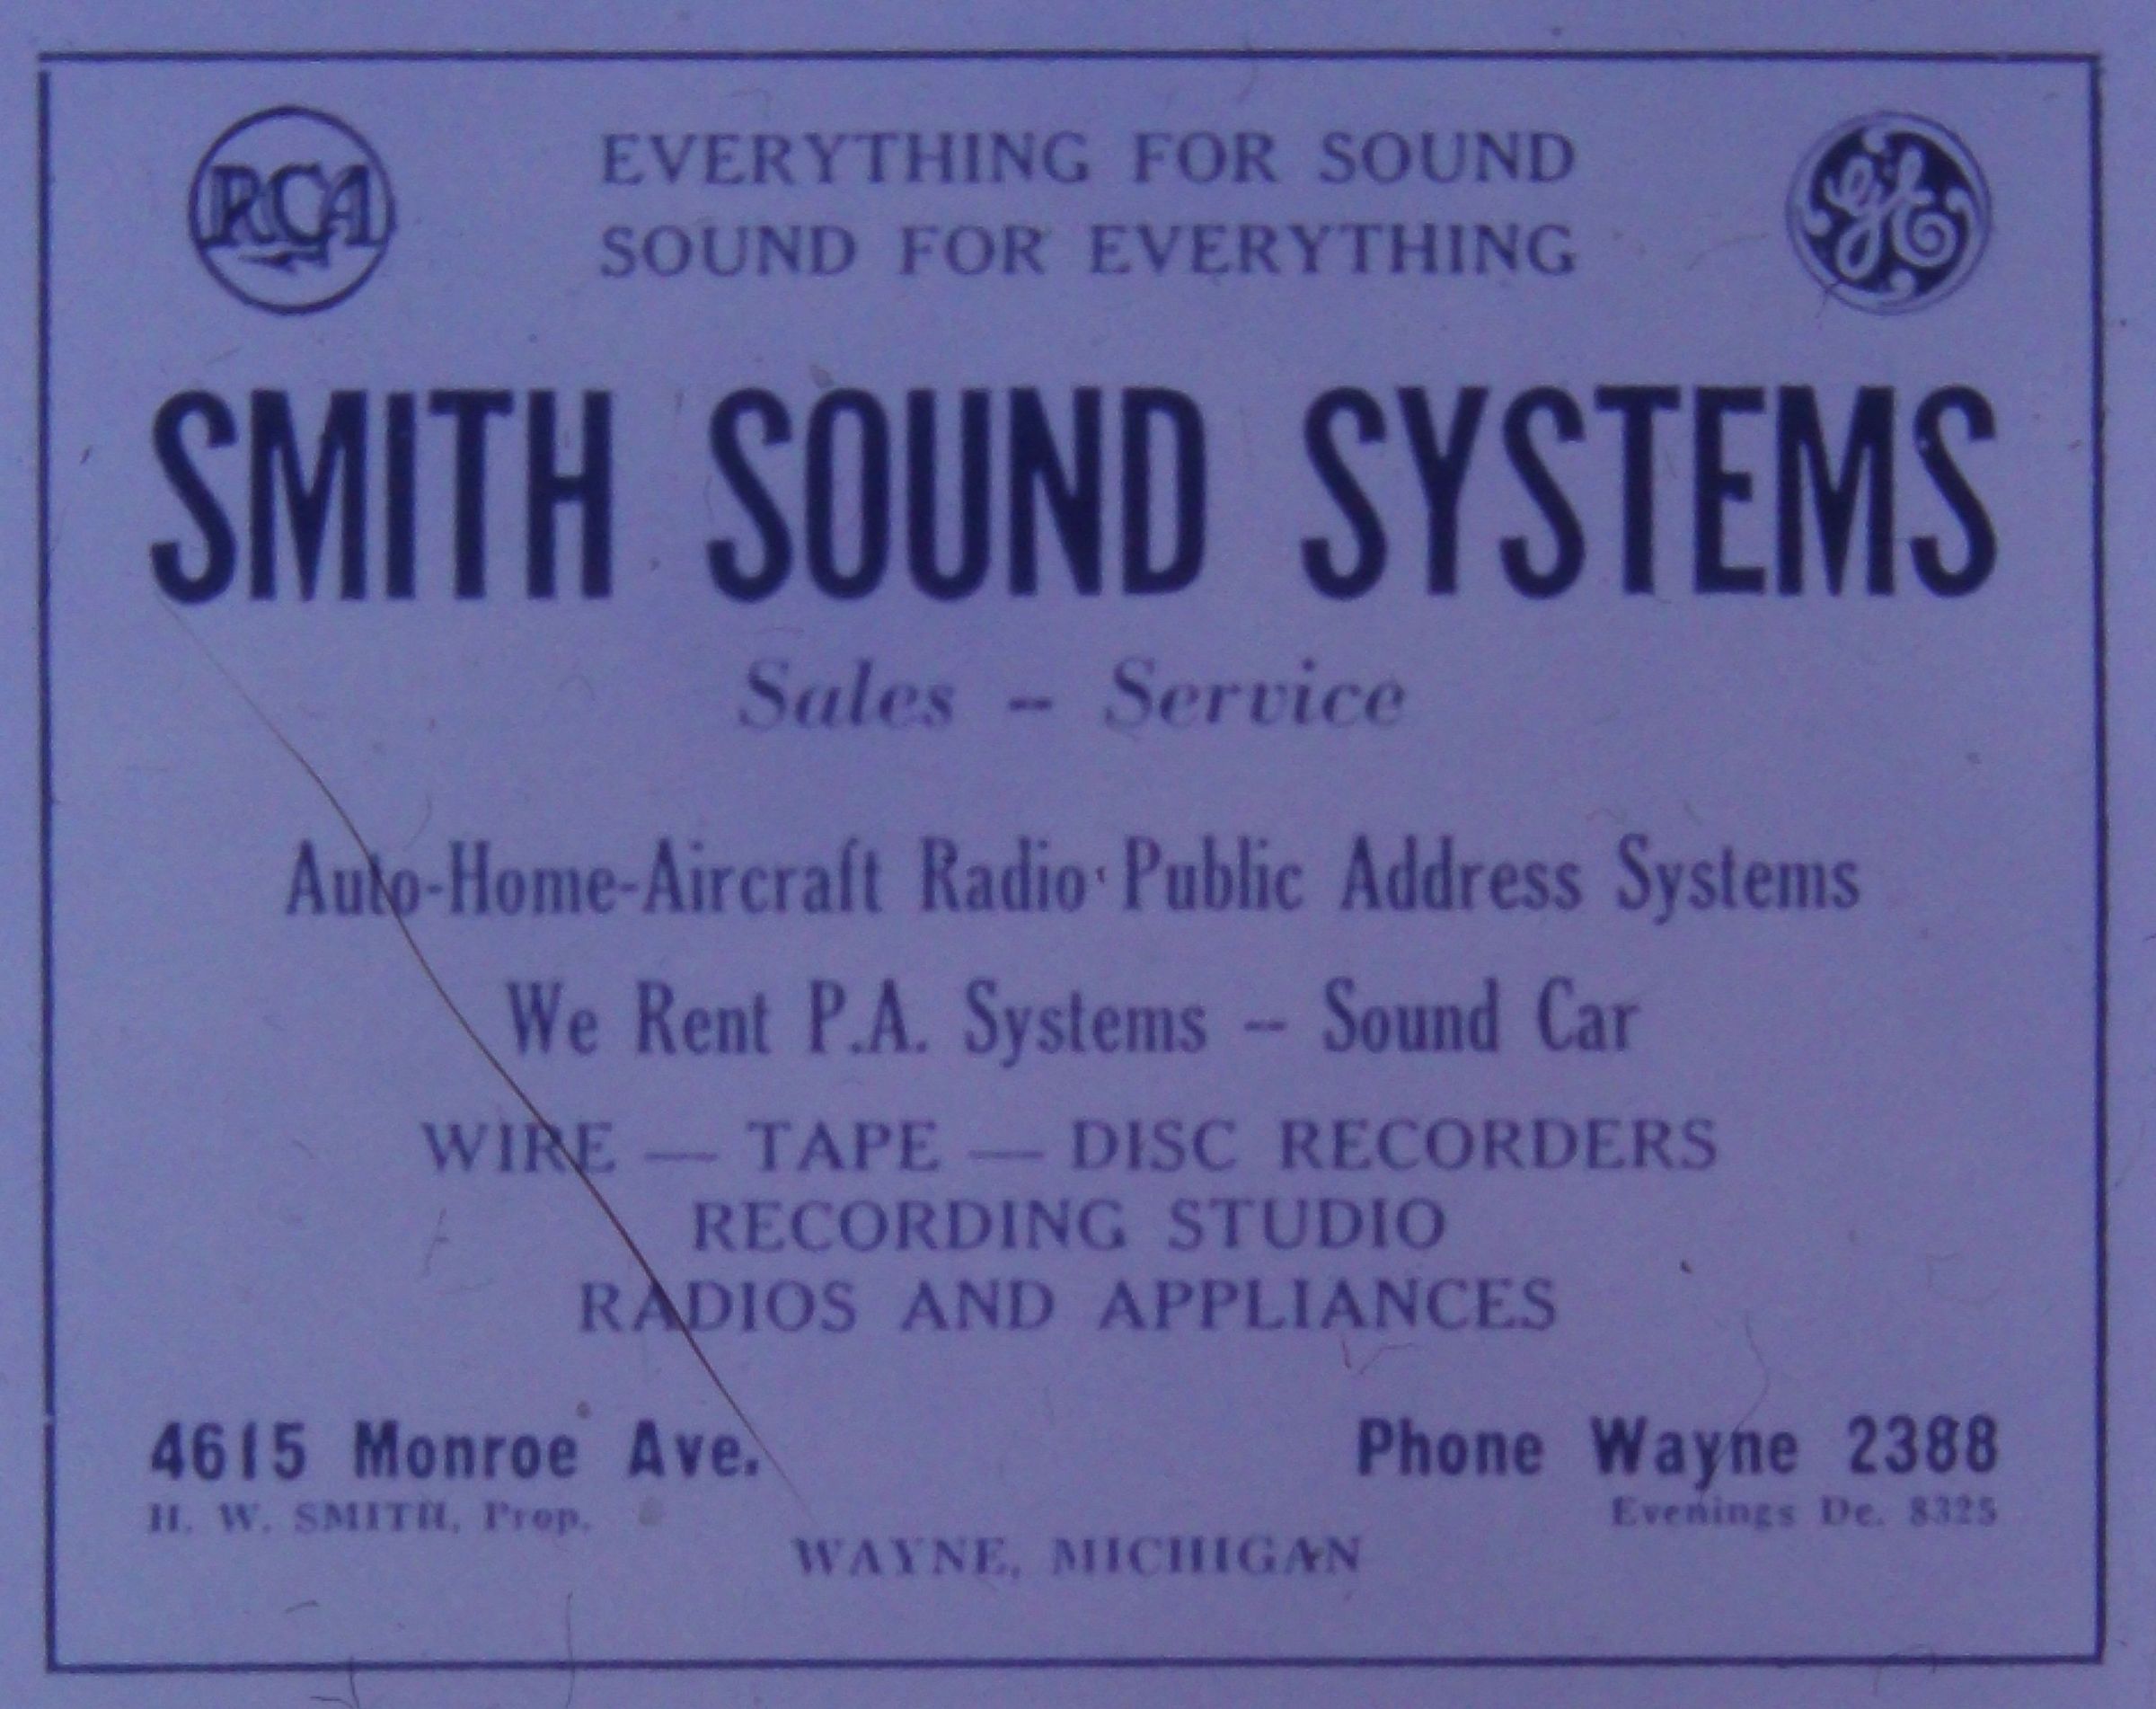 RCA
EVERYTHING FOR SOUND
SOUND FOR EVERYTHING
GE
SMITH SOUND SYSTEMS
Sales -- Service
Auto-Home-Aircraft Radio Public Address Systems
We Rent P.A. Systems -- Sound Car
WIRE — TAPE — DISC RECORDERS
RECORDING STUDIO
RADIOS AND APPLIANCES
4615 Monroe Ave.
H. W. SMITH, Prop.
Phone Wayne 2388
Evenings De. 8325
WAYNE, MICHIGAN